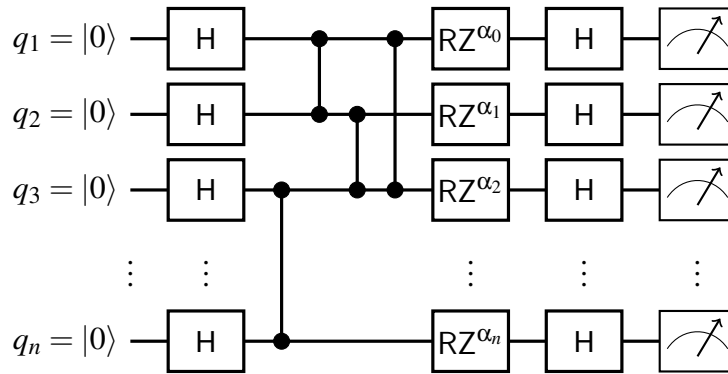 q₁ = |0⟩ H RZ^α₀ H
q₂ = |0⟩ H RZ^α₁ H
q₃ = |0⟩ H RZ^α₂ H
⋮ ⋮ ⋮ ⋮ ⋮
qₙ = |0⟩ H RZ^αₙ H